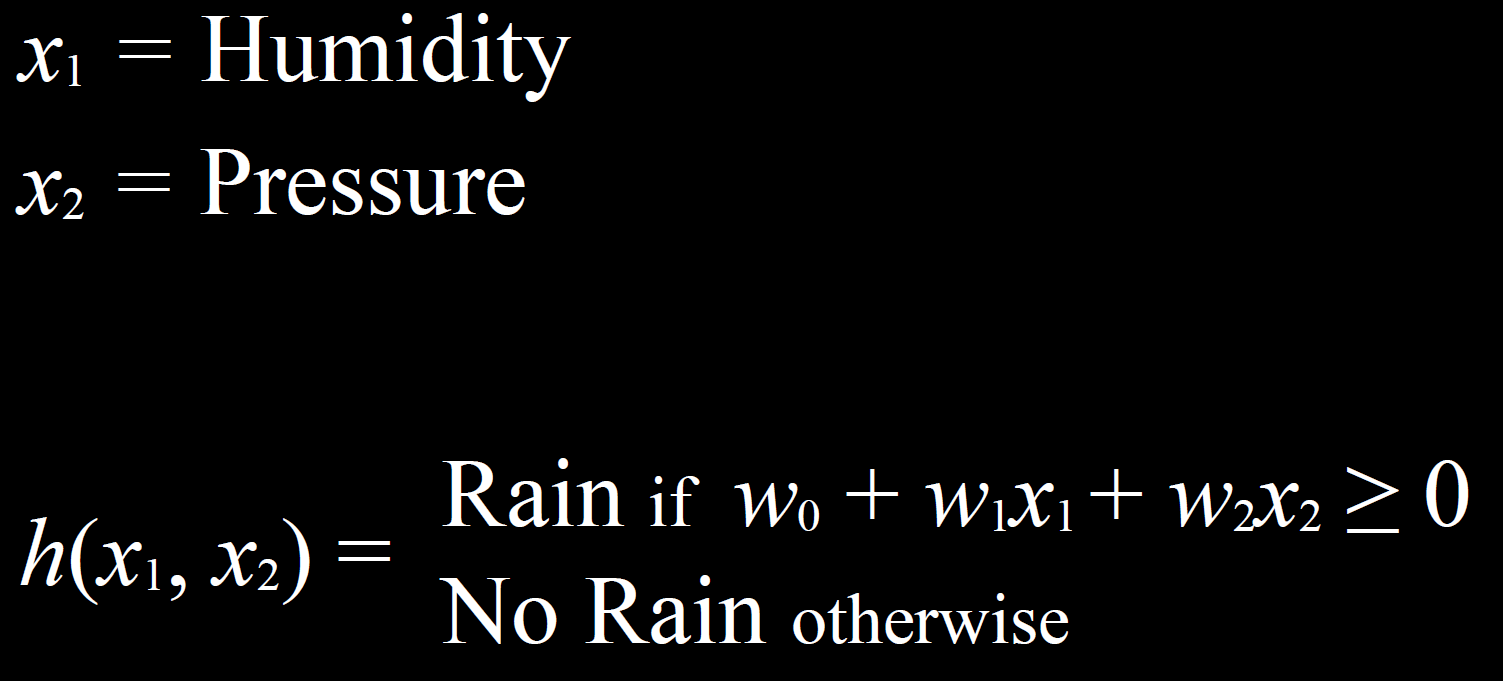 x₁ = Humidity
x₂ = Pressure
Rain if w₀ + w₁x₁ + w₂x₂ ≥ 0
h(x₁, x₂) =
No Rain otherwise